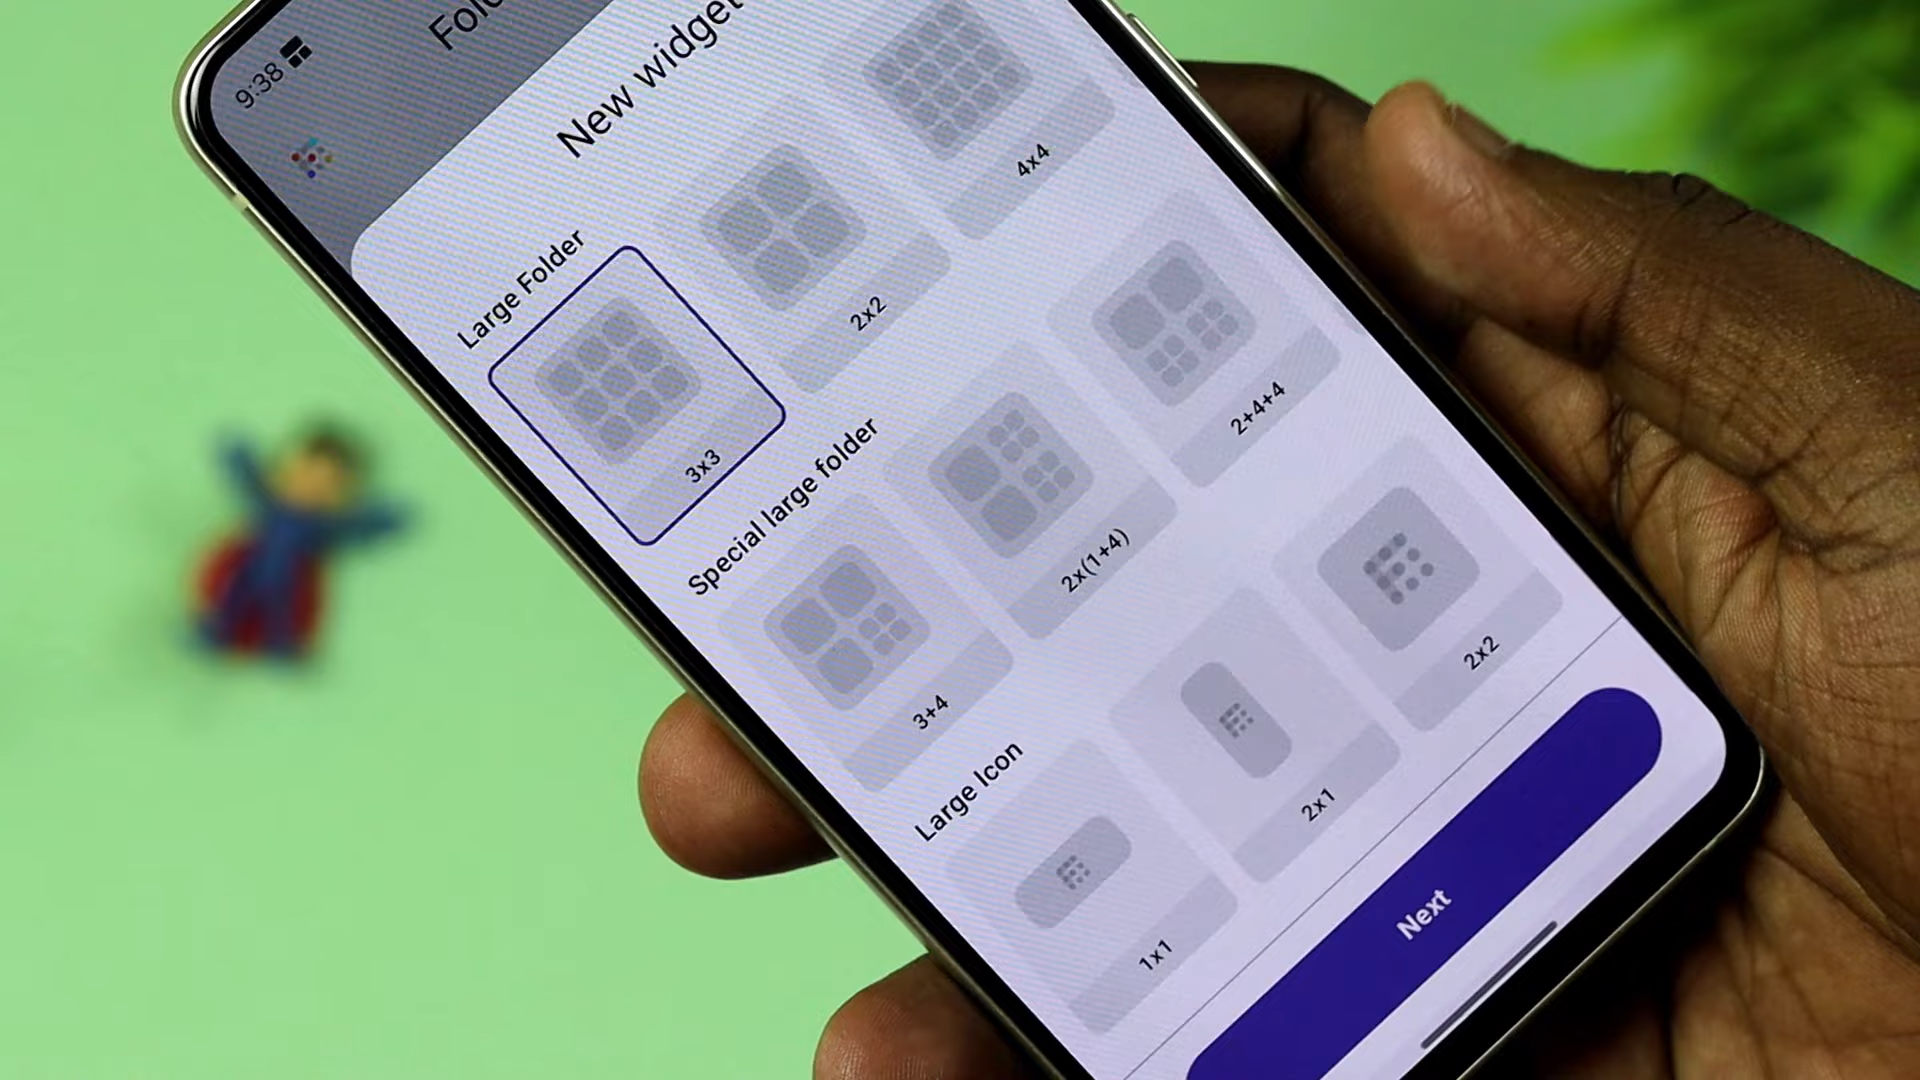 9:38
New widget
Large Folder
3x3
2x2
4x4
Special large folder
3+4
2x(1+4)
2+4+4
Large Icon
1x1
2x1
2x2
Next